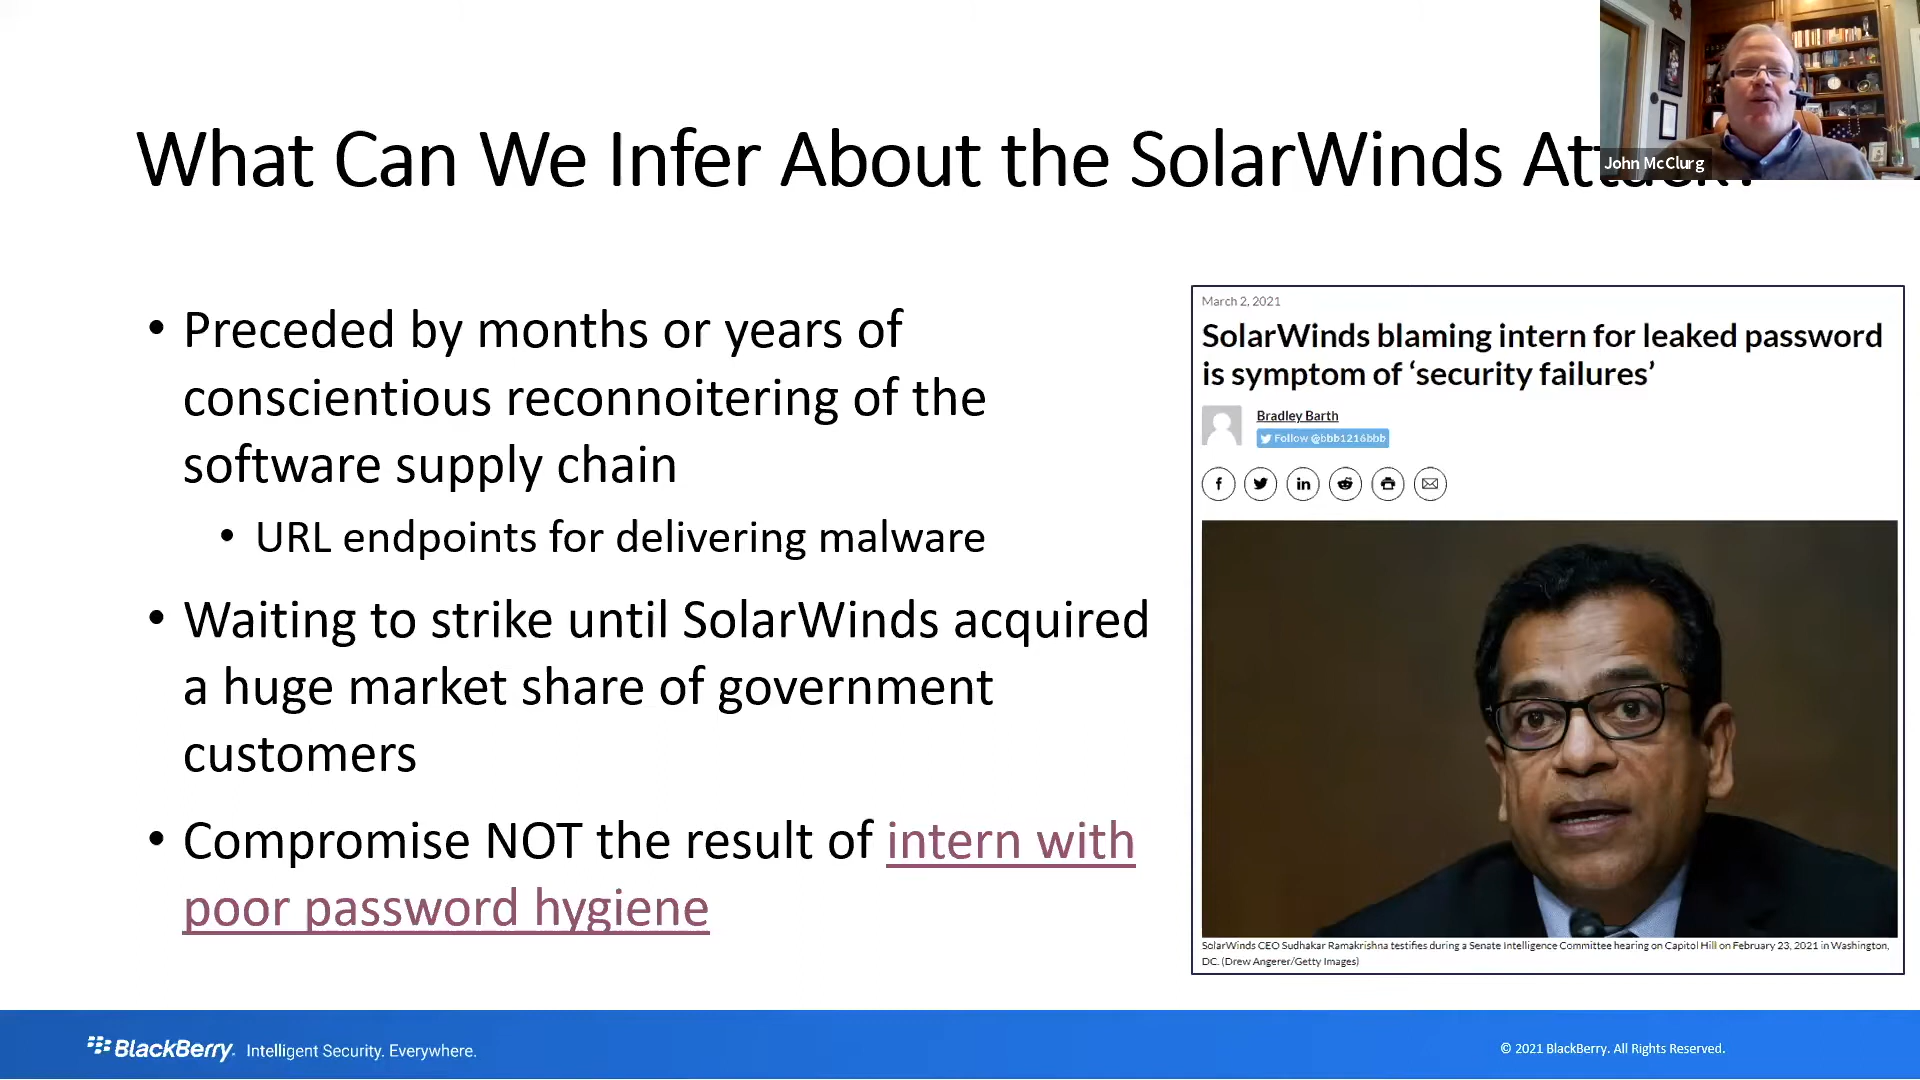 What Can We Infer About the SolarWinds Attack?
John McClurg
• Preceded by months or years of
conscientious reconnoitering of the
software supply chain
• URL endpoints for delivering malware
• Waiting to strike until SolarWinds acquired
a huge market share of government
customers
• Compromise NOT the result of intern with
poor password hygiene
March 2, 2021
SolarWinds blaming intern for leaked password
is symptom of ‘security failures’
Bradley Barth
Follow @bbb1216bbb
SolarWinds CEO Sudhakar Ramakrishna testifies during a Senate Intelligence Committee hearing on Capitol Hill on February 23, 2021 in Washington,
DC. (Drew Angerer/Getty Images)
BlackBerry. Intelligent Security. Everywhere.
© 2021 BlackBerry. All Rights Reserved.